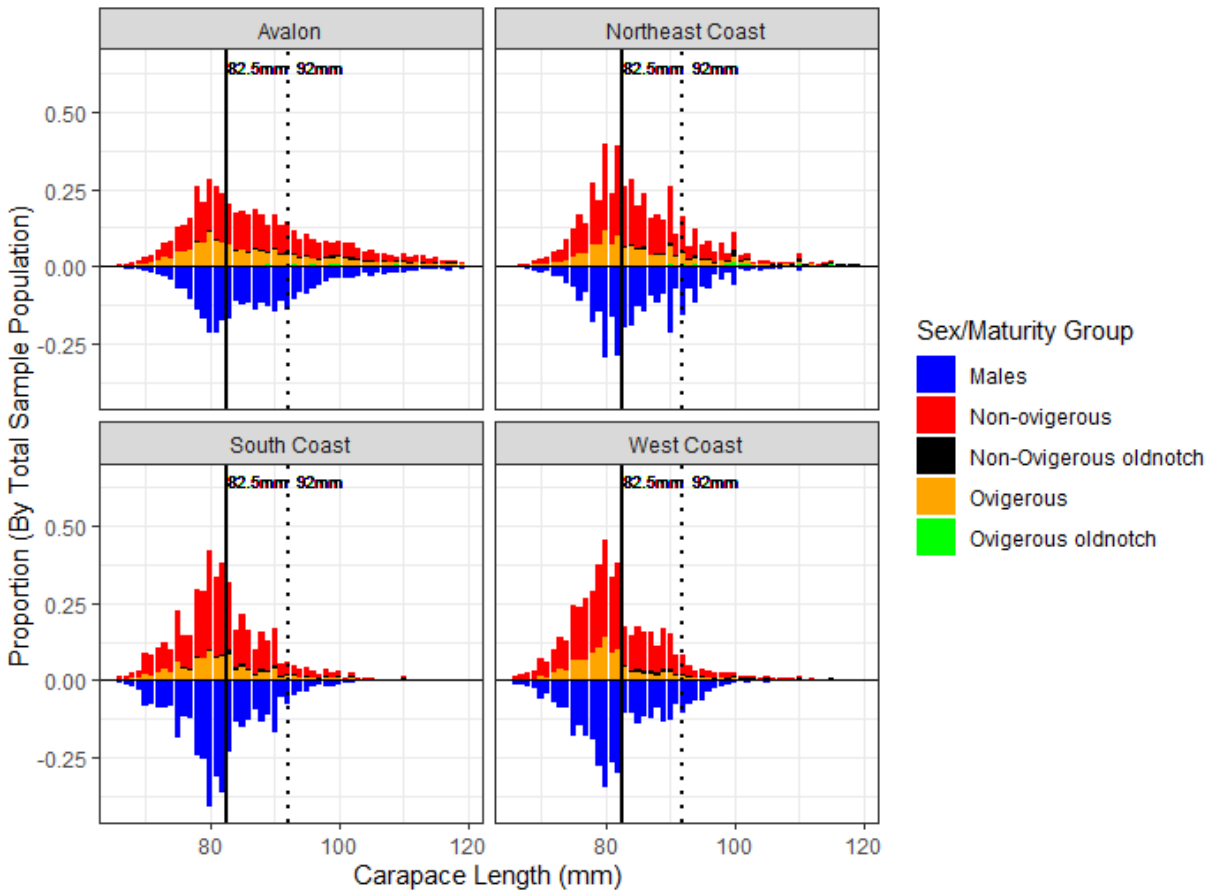 Avalon
Northeast Coast
82.5mm 92mm
82.5mm 92mm
0.50
0.25
0.00
-0.25
South Coast
West Coast
82.5mm 92mm
82.5mm 92mm
0.50
0.25
0.00
-0.25
80 100 120
80 100 120
Carapace Length (mm)
Proportion (By Total Sample Population)
Sex/Maturity Group
Males
Non-ovigerous
Non-Ovigerous oldnotch
Ovigerous
Ovigerous oldnotch